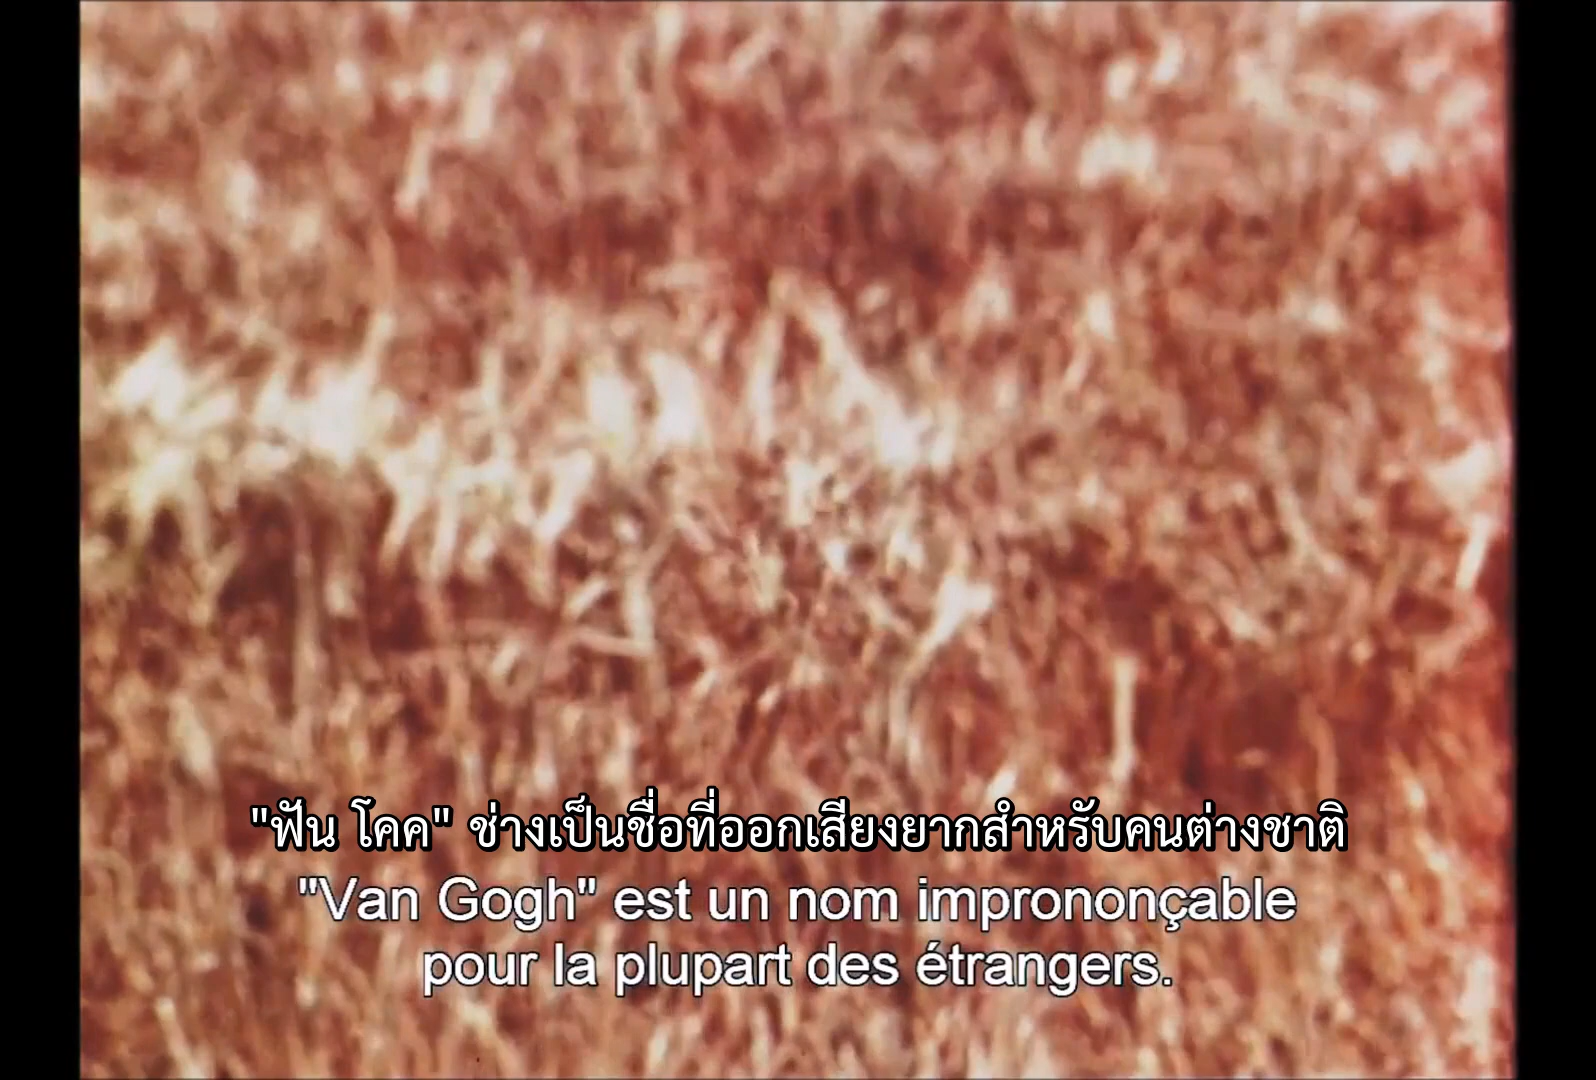 "ฟัน โคค" ช่างเป็นชื่อที่ออกเสียงยากสำหรับคนต่างชาติ
"Van Gogh" est un nom imprononçable
pour la plupart des étrangers.